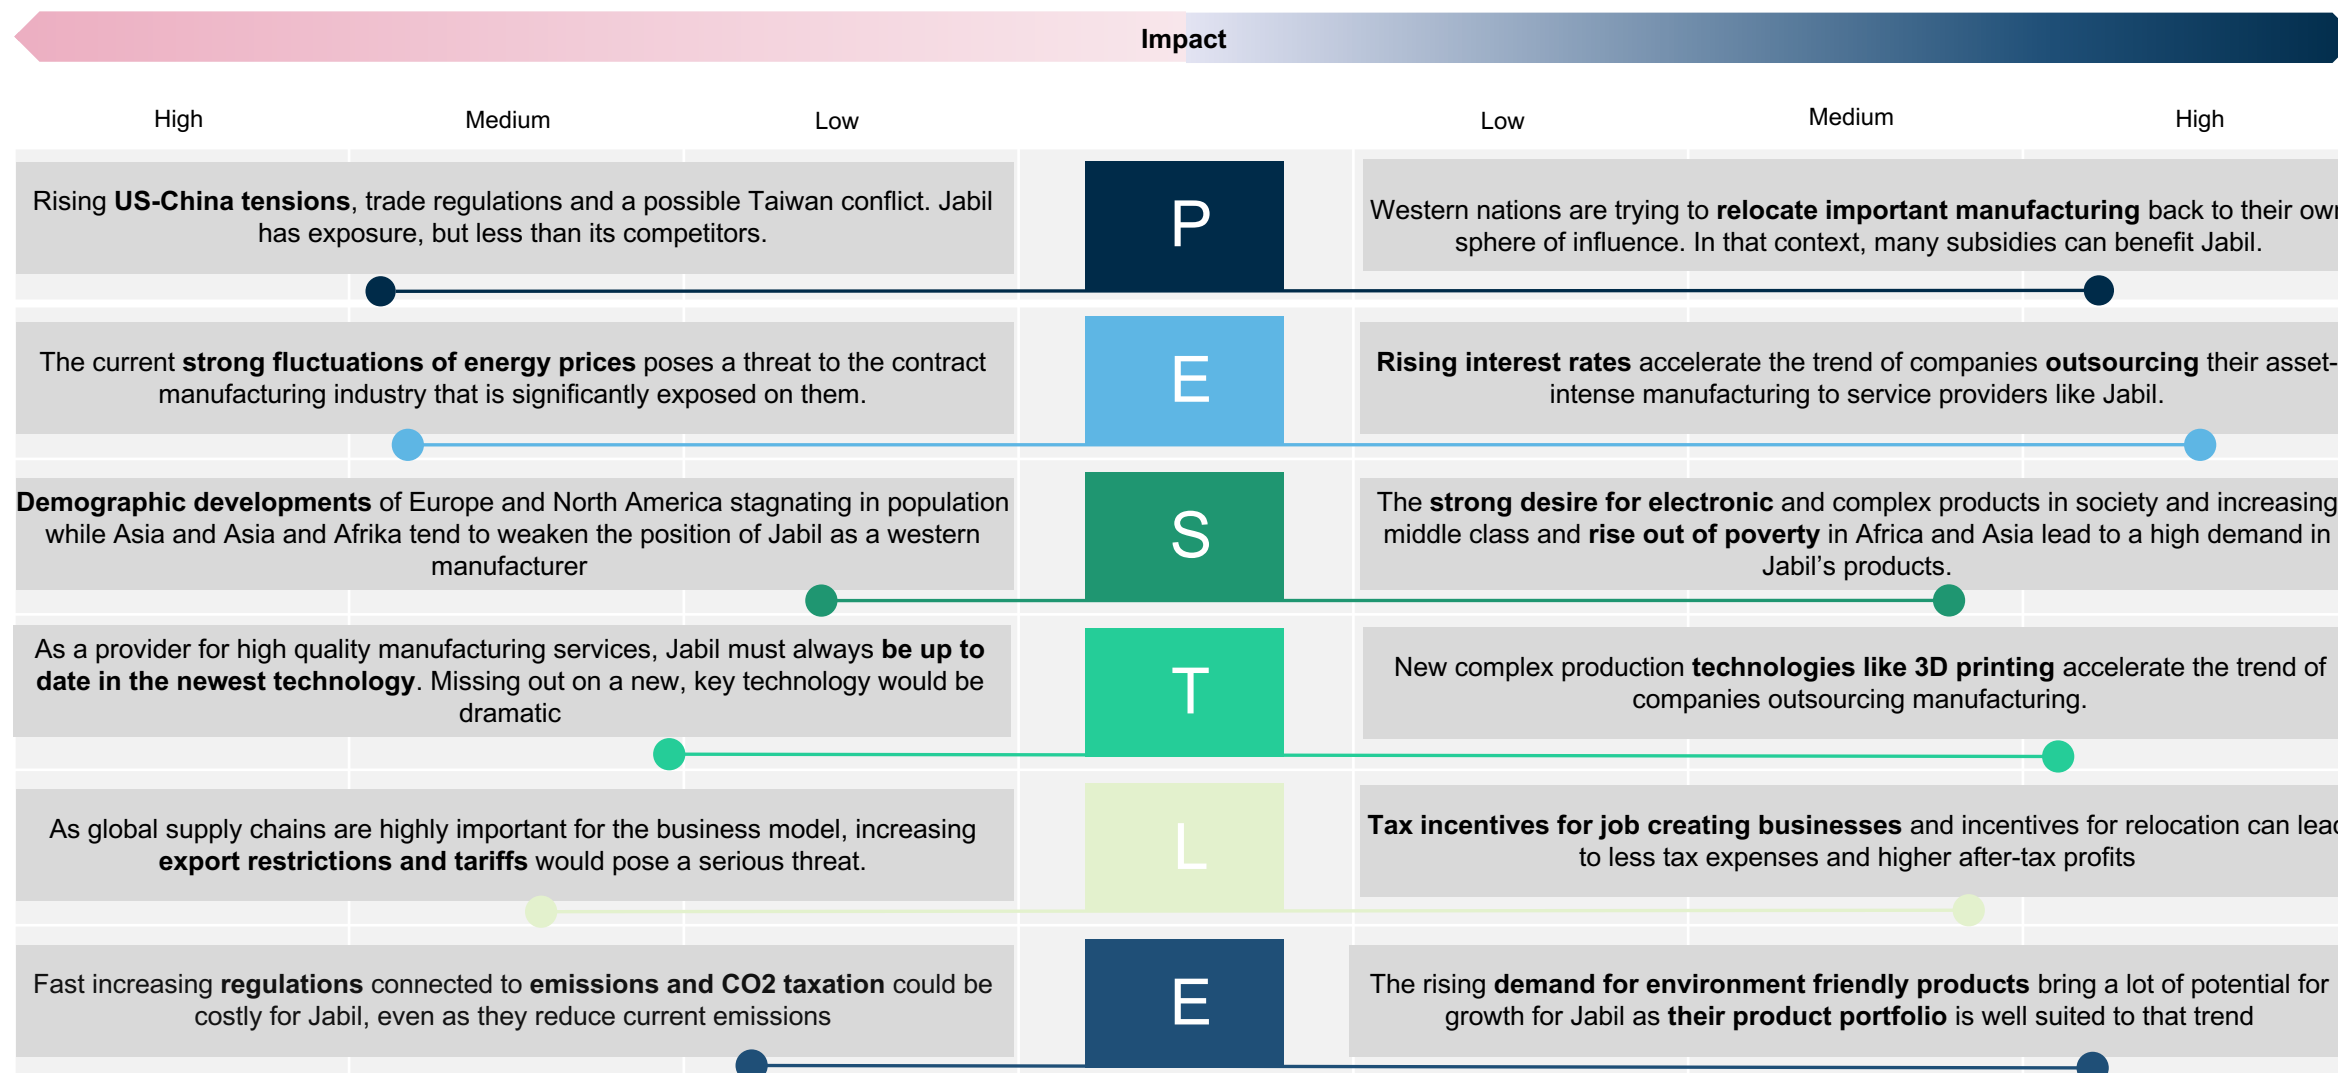 Impact
High
Medium
Low
Low
Medium
High
Rising US-China tensions, trade regulations and a possible Taiwan conflict. Jabil
has exposure, but less than its competitors.
P
Western nations are trying to relocate important manufacturing back to their own
sphere of influence. In that context, many subsidies can benefit Jabil.
The current strong fluctuations of energy prices poses a threat to the contract
manufacturing industry that is significantly exposed on them.
E
Rising interest rates accelerate the trend of companies outsourcing their asset-
intense manufacturing to service providers like Jabil.
Demographic developments of Europe and North America stagnating in population
while Asia and Asia and Afrika tend to weaken the position of Jabil as a western
manufacturer
S
The strong desire for electronic and complex products in society and increasing
middle class and rise out of poverty in Africa and Asia lead to a high demand in
Jabil’s products.
As a provider for high quality manufacturing services, Jabil must always be up to
date in the newest technology. Missing out on a new, key technology would be
dramatic
T
New complex production technologies like 3D printing accelerate the trend of
companies outsourcing manufacturing.
As global supply chains are highly important for the business model, increasing
export restrictions and tariffs would pose a serious threat.
L
Tax incentives for job creating businesses and incentives for relocation can lead
to less tax expenses and higher after-tax profits
Fast increasing regulations connected to emissions and CO2 taxation could be
costly for Jabil, even as they reduce current emissions
E
The rising demand for environment friendly products bring a lot of potential for
growth for Jabil as their product portfolio is well suited to that trend